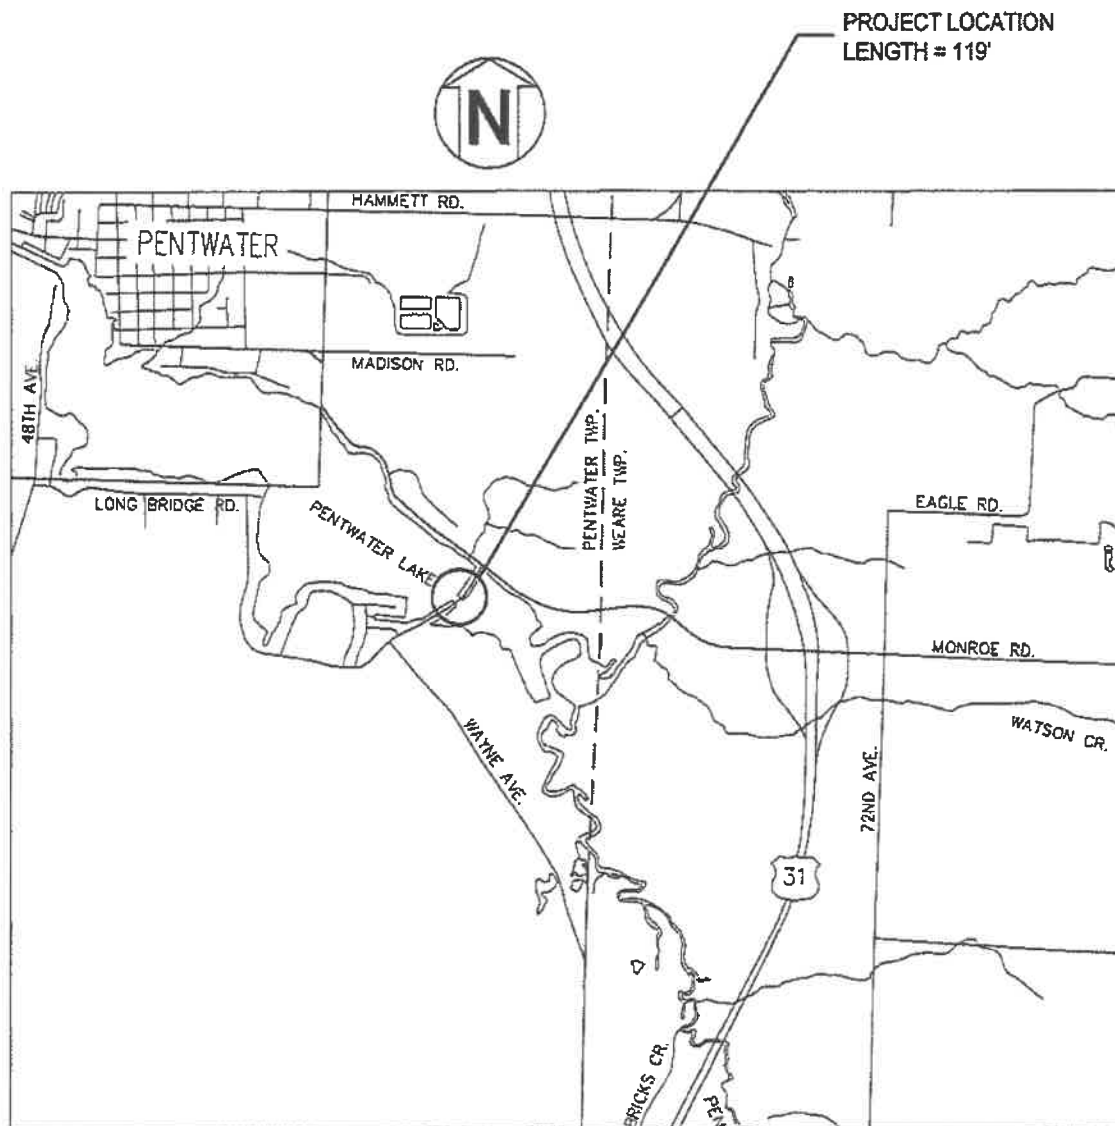 PROJECT LOCATION
LENGTH = 119'
N
HAMMETT RD.
PENTWATER
MADISON RD.
48TH AVE.
LONG BRIDGE RD.
PENTWATER LAKE
PENTWATER TWP.
WEARE TWP.
EAGLE RD.
MONROE RD.
WATSON CR.
WAYNE AVE.
72ND AVE.
31
BRICKS CR.
PEN